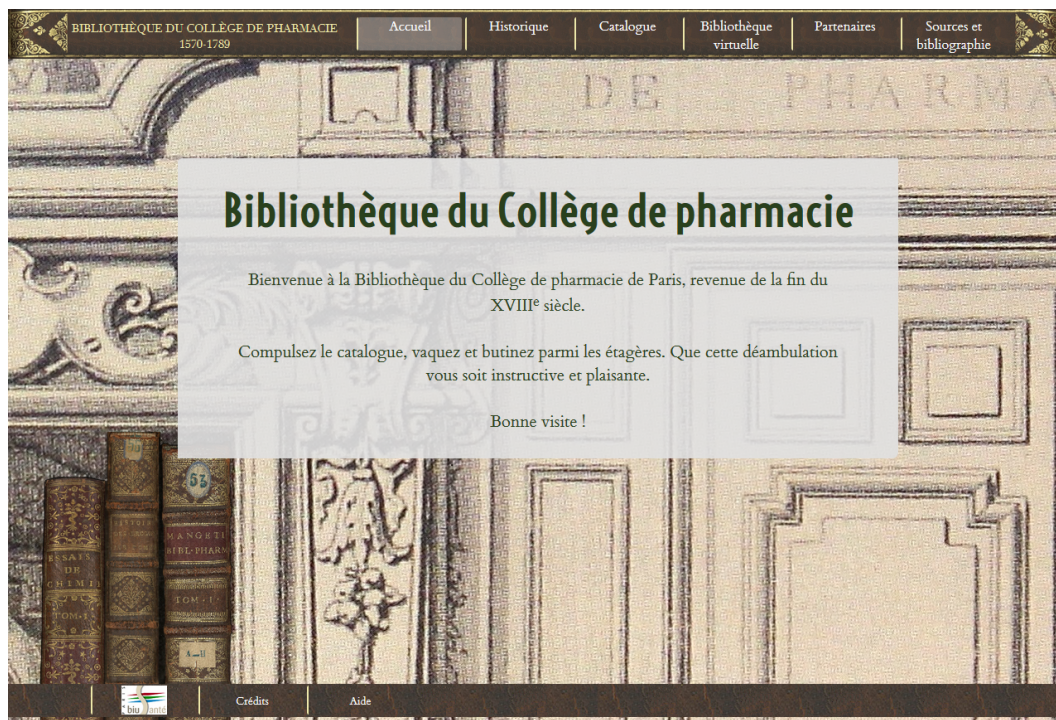 BIBLIOTHÈQUE DU COLLÈGE DE PHARMACIE
1570-1789
Accueil
Historique
Catalogue
Bibliothèque
virtuelle
Partenaires
Sources et
bibliographie
DE PHARMA
Bibliothèque du Collège de pharmacie
Bienvenue à la Bibliothèque du Collège de pharmacie de Paris, revenue de la fin du
XVIIIe siècle.
Compulsez le catalogue, vaquez et butinez parmi les étagères. Que cette déambulation
vous soit instructive et plaisante.
Bonne visite !
53
MANGETI
BIBL·PHARM
TOM·I·
ESSAIS
DE
CHIMIE
TOM·I
biu Santé
Crédits
Aide